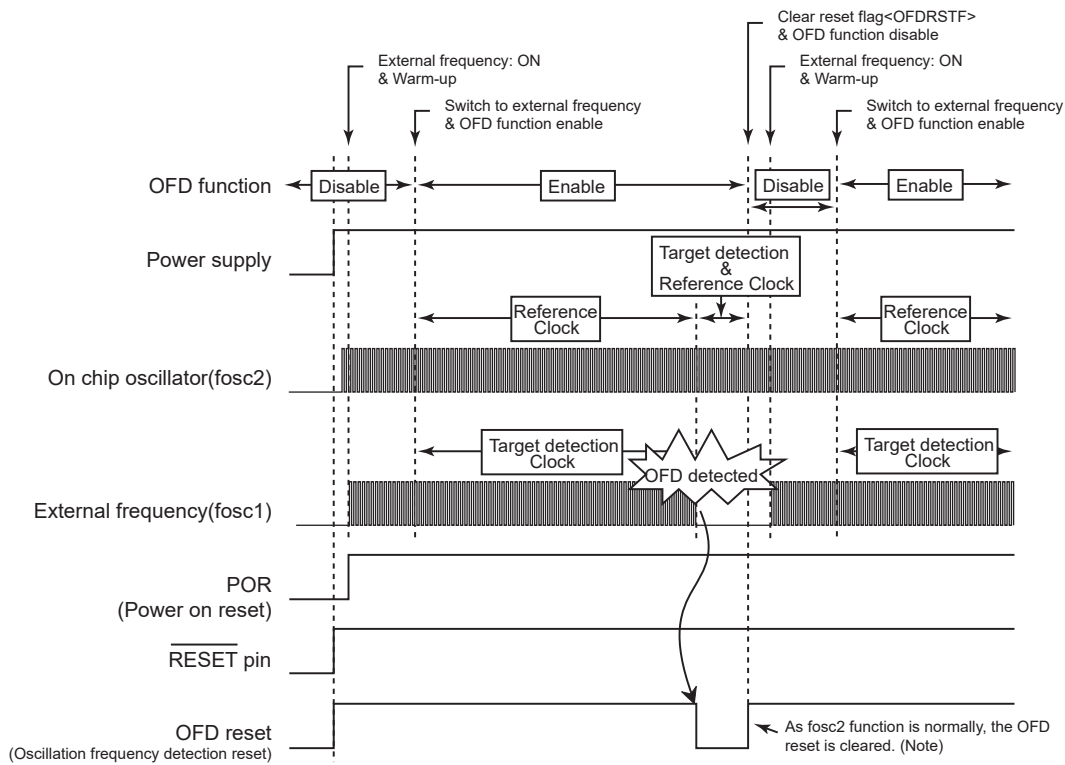 Clear reset flag<OFDRSTF>
& OFD function disable
External frequency: ON
& Warm-up
External frequency: ON
& Warm-up
Switch to external frequency
& OFD function enable
Switch to external frequency
& OFD function enable
OFD function
Disable
Enable
Disable
Enable
Power supply
Target detection
&
Reference Clock
Reference
Clock
Reference
Clock
On chip oscillator(fosc2)
Target detection
Clock
OFD detected
Target detection
Clock
External frequency(fosc1)
POR
(Power on reset)
RESET pin
OFD reset
(Oscillation frequency detection reset)
As fosc2 function is normally, the OFD
reset is cleared. (Note)